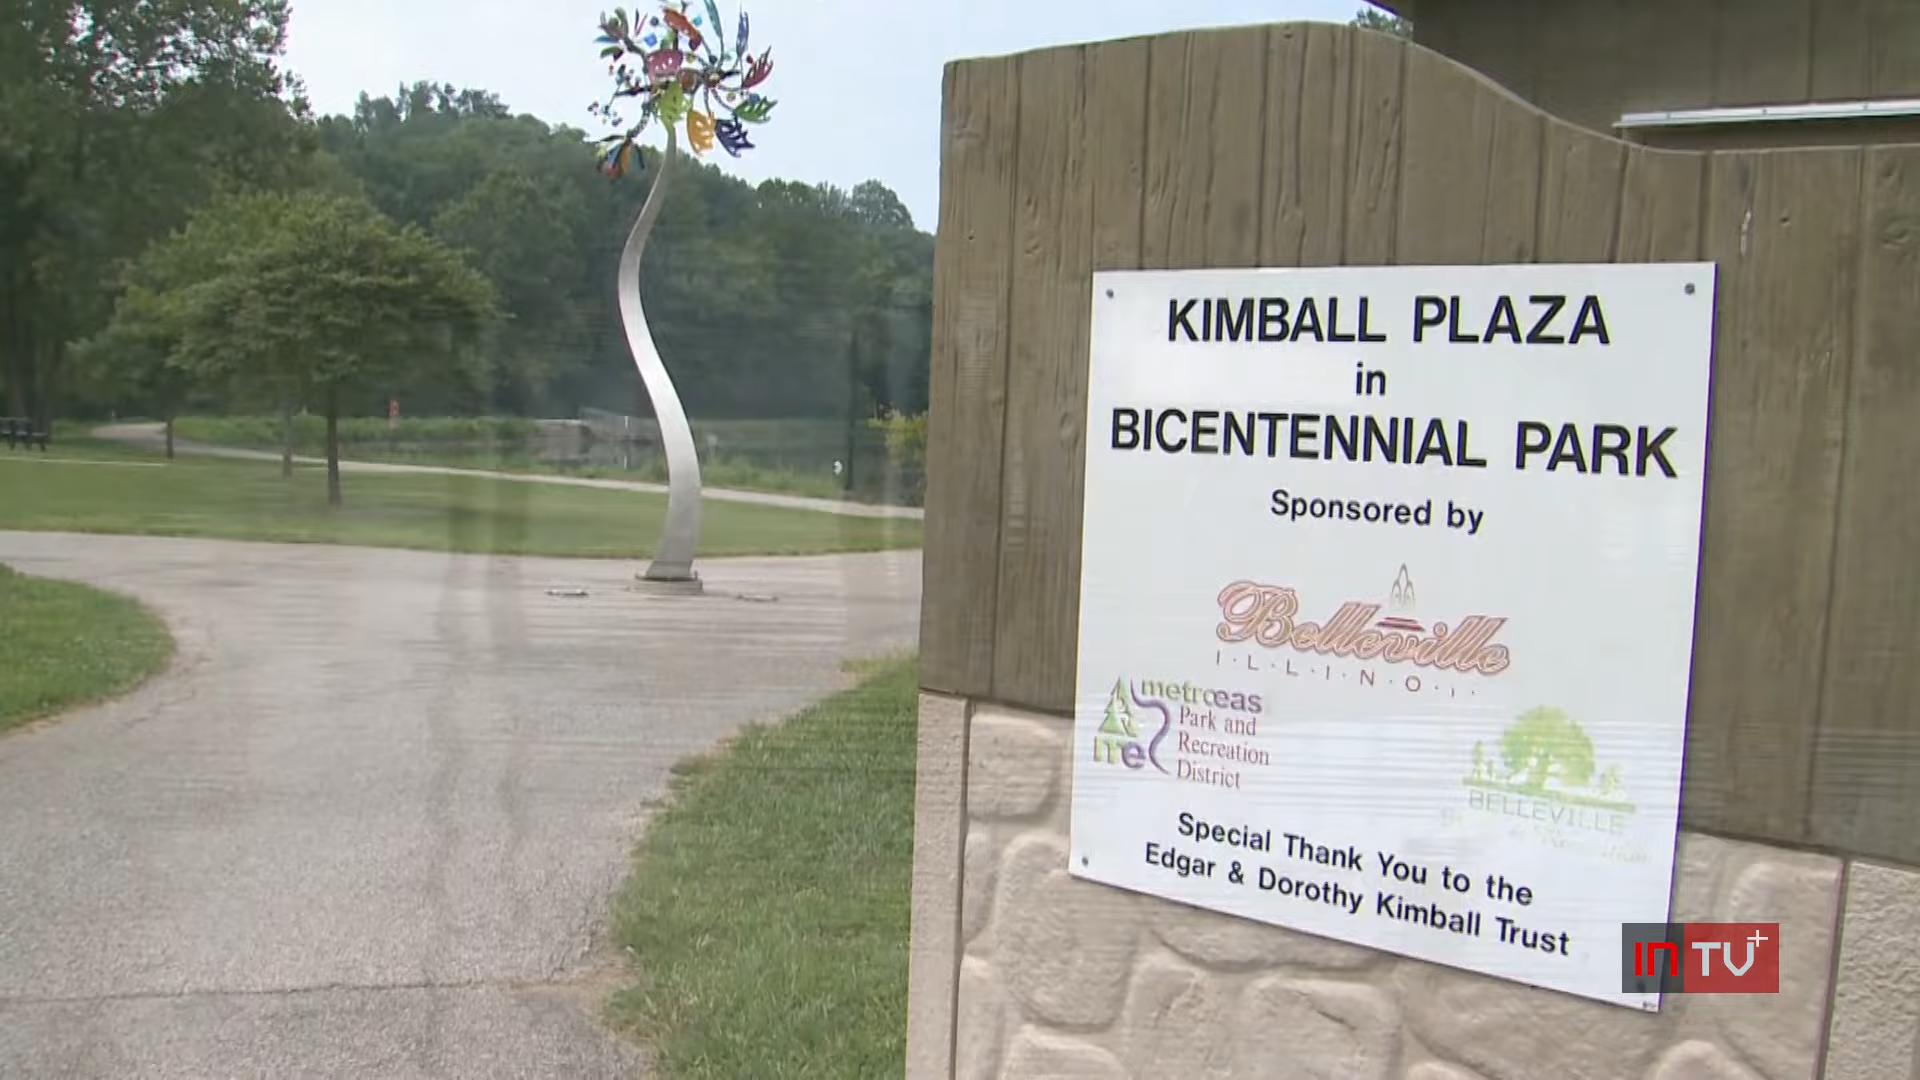 KIMBALL PLAZA
in
BICENTENNIAL PARK
Sponsored by
Belleville
I·L·L·I·N·O·I·
metroeas
Park and
Recreation
District
me
BELLEVILLE
Special Thank You to the
Edgar & Dorothy Kimball Trust
INTV+